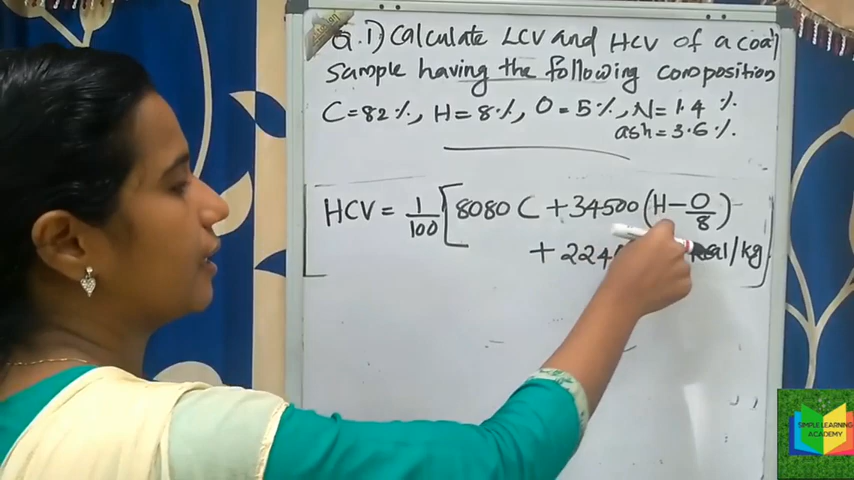 Q.1) Calculate LCV and HCV of a coal
sample having the following composition
C=82%, H=8%, O=5%, N=1.4%
ash=3.6%.
HCV = 1/100 [8080 C + 34500 (H - O/8)
+ 224 kcal/kg
SIMPLE LEARNING
ACADEMY